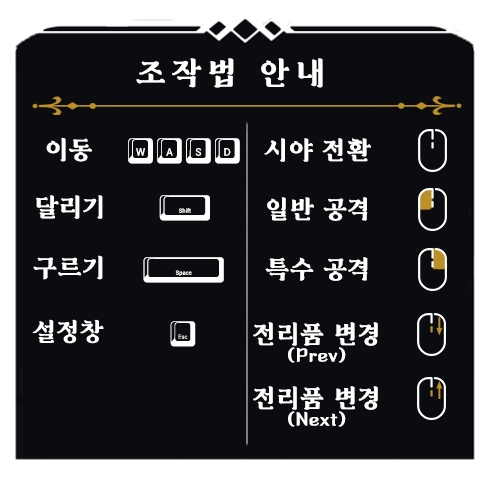 조작법 안내
이동 W A S D
달리기 Shift
구르기 Space
설정창 Esc
시야 전환
일반 공격
특수 공격
전리품 변경
(Prev)
전리품 변경
(Next)